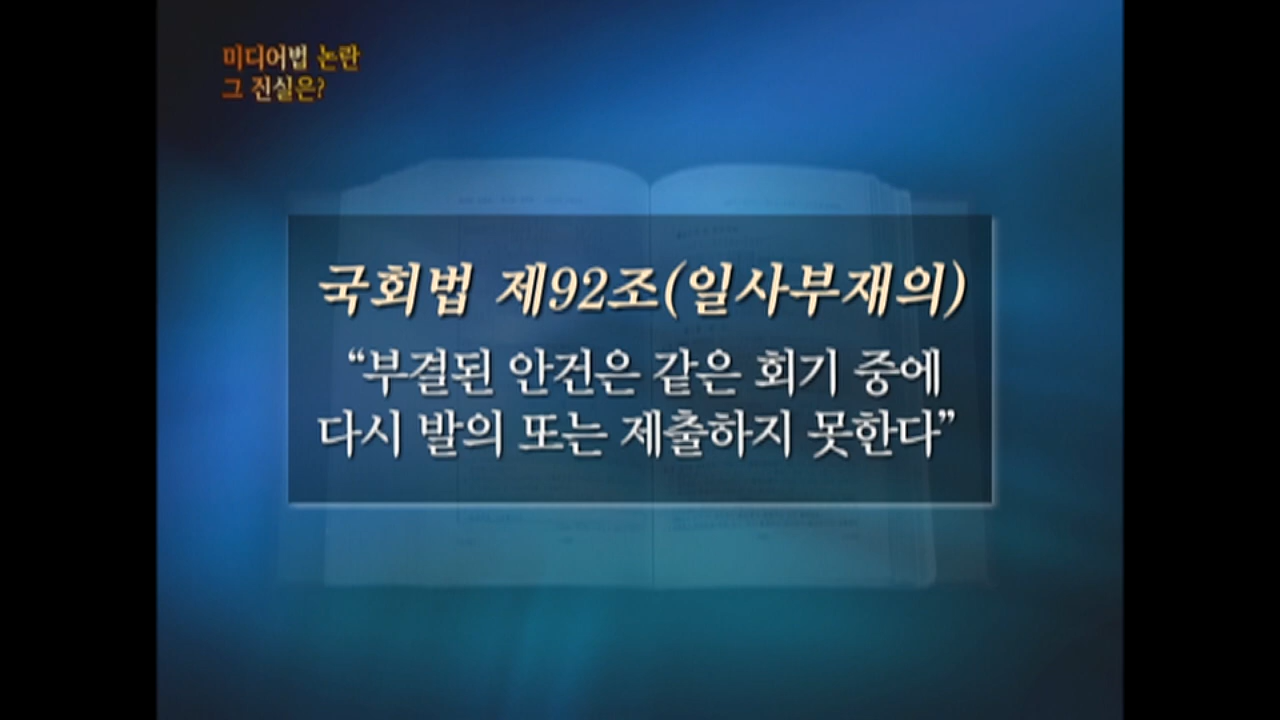 미디어법 논란
그 진실은?
국회법 제92조(일사부재의)
“부결된 안건은 같은 회기 중에
다시 발의 또는 제출하지 못한다”